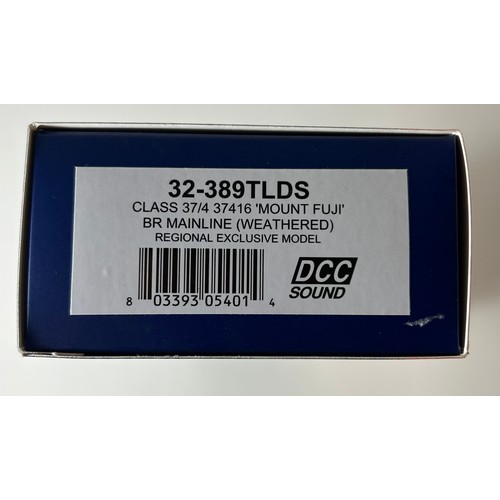 32-389TLDS
CLASS 37/4 37416 'MOUNT FUJI'
BR MAINLINE (WEATHERED)
REGIONAL EXCLUSIVE MODEL
DCC
SOUND
8 03393 05401 4